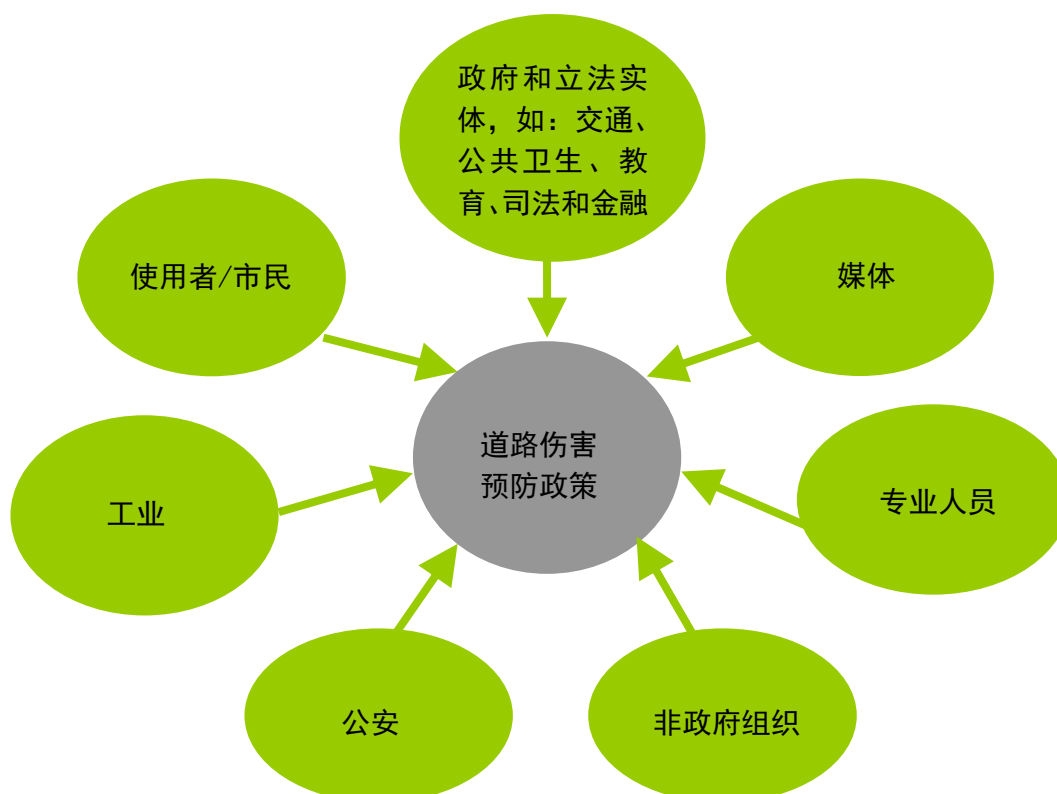 政府和立法实
体，如：交通、
公共卫生、教
育、司法和金融
使用者/市民
媒体
道路伤害
预防政策
工业
专业人员
公安
非政府组织